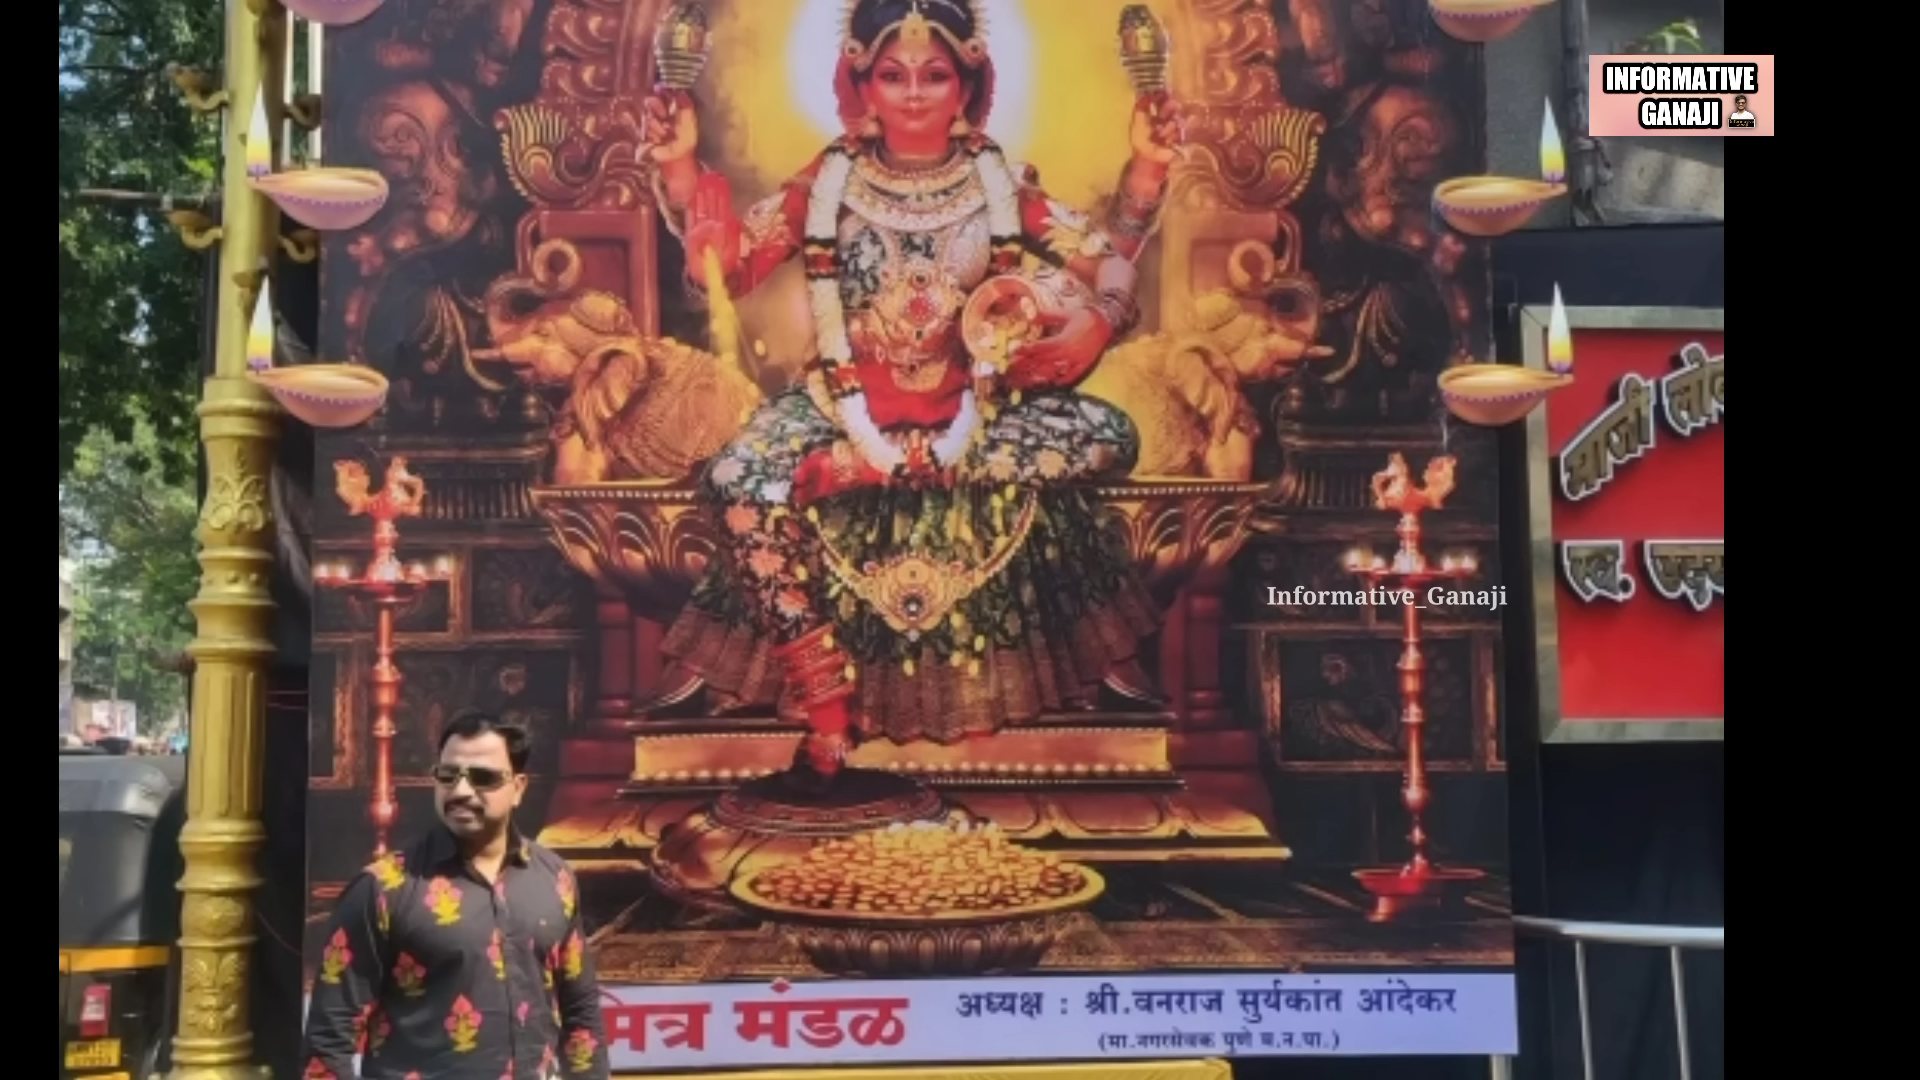 INFORMATIVE
GANAJI
माजी
स्व.
Informative_Ganaji
मित्र मंडळ
अध्यक्ष : श्री.वनराज सुर्यकांत आंदेकर
(मा.नगरसेवक पुणे म.न.पा.)